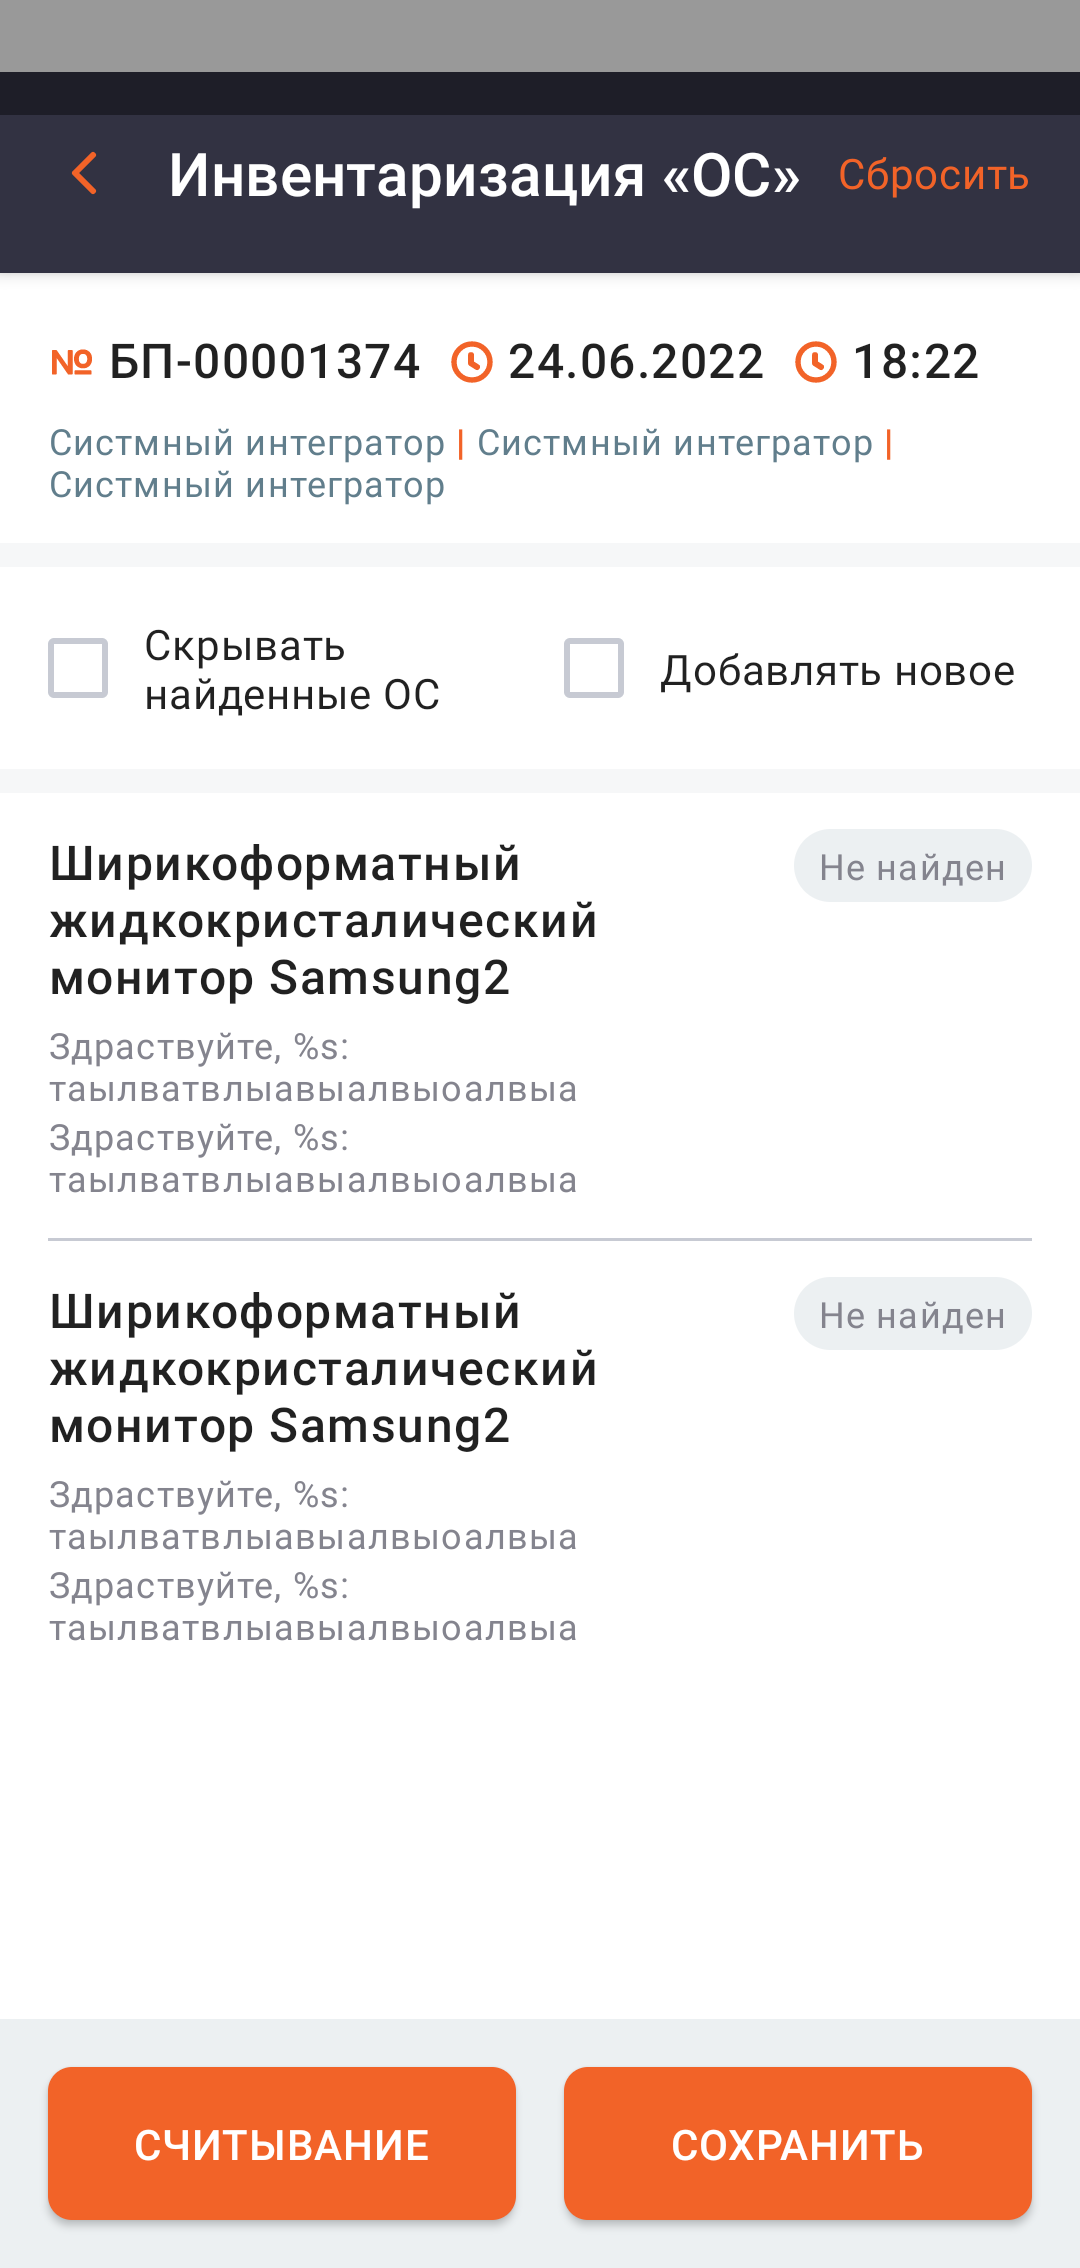 Инвентаризация «ОС» Сбросить
№ БП-00001374 24.06.2022 18:22
Систмный интегратор | Систмный интегратор |
Систмный интегратор
Скрывать
найденные ОС
Добавлять новое
Ширикоформатный
жидкокристалический
монитор Samsung2
Не найден
Здраствуйте, %s:
таылватвлыавыалвыоалвыа
Здраствуйте, %s:
таылватвлыавыалвыоалвыа
Ширикоформатный
жидкокристалический
монитор Samsung2
Не найден
Здраствуйте, %s:
таылватвлыавыалвыоалвыа
Здраствуйте, %s:
таылватвлыавыалвыоалвыа
СЧИТЫВАНИЕ
СОХРАНИТЬ